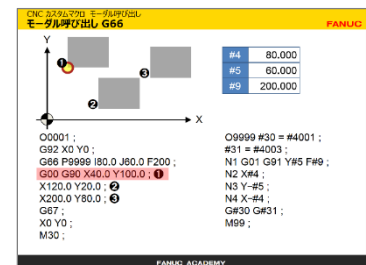 CNC カスタムマクロ モーダル呼び出し
モーダル呼び出し G66
FANUC
Y
❶
❸
❷
X
#4 80.000
#5 60.000
#9 200.000
O0001 ;
G92 X0 Y0 ;
G66 P9999 I80.0 J60.0 F200 ;
G00 G90 X40.0 Y100.0 ; ❶
X120.0 Y20.0 ; ❷
X200.0 Y80.0 ; ❸
G67 ;
X0 Y0 ;
M30 ;
O9999 #30 = #4001 ;
#31 = #4003 ;
N1 G01 G91 Y#5 F#9 ;
N2 X#4 ;
N3 Y-#5 ;
N4 X-#4 ;
G#30 G#31 ;
M99 ;
FANUC ACADEMY